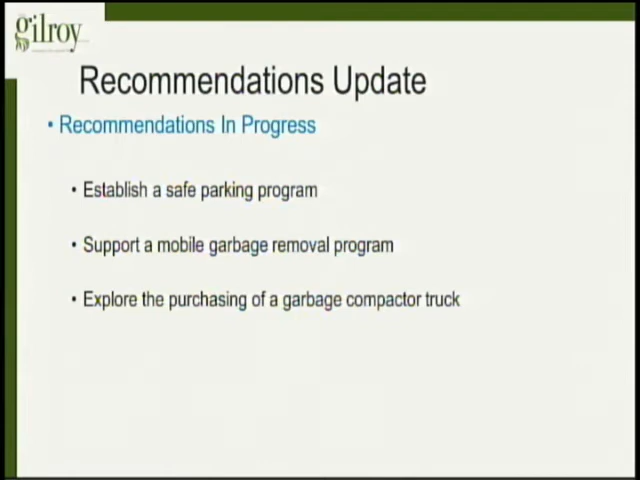 gilroy
Recommendations Update
• Recommendations In Progress
• Establish a safe parking program
• Support a mobile garbage removal program
• Explore the purchasing of a garbage compactor truck